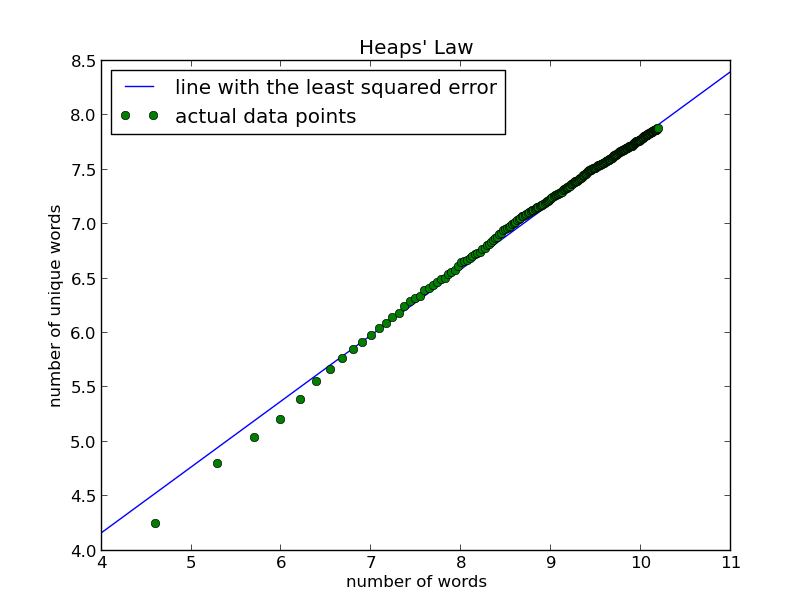 Heaps' Law
line with the least squared error
actual data points
8.5
8.0
7.5
7.0
6.5
6.0
5.5
5.0
4.5
4.0
number of unique words
4 5 6 7 8 9 10 11
number of words